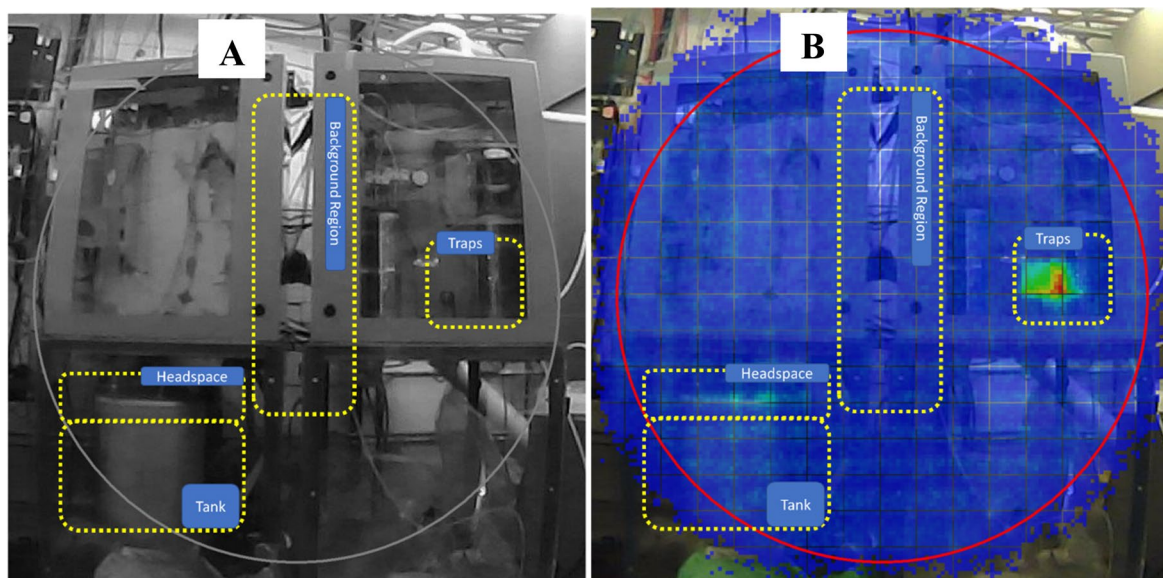 A
Background Region
Traps
Headspace
Tank
B
Background Region
Traps
Headspace
Tank